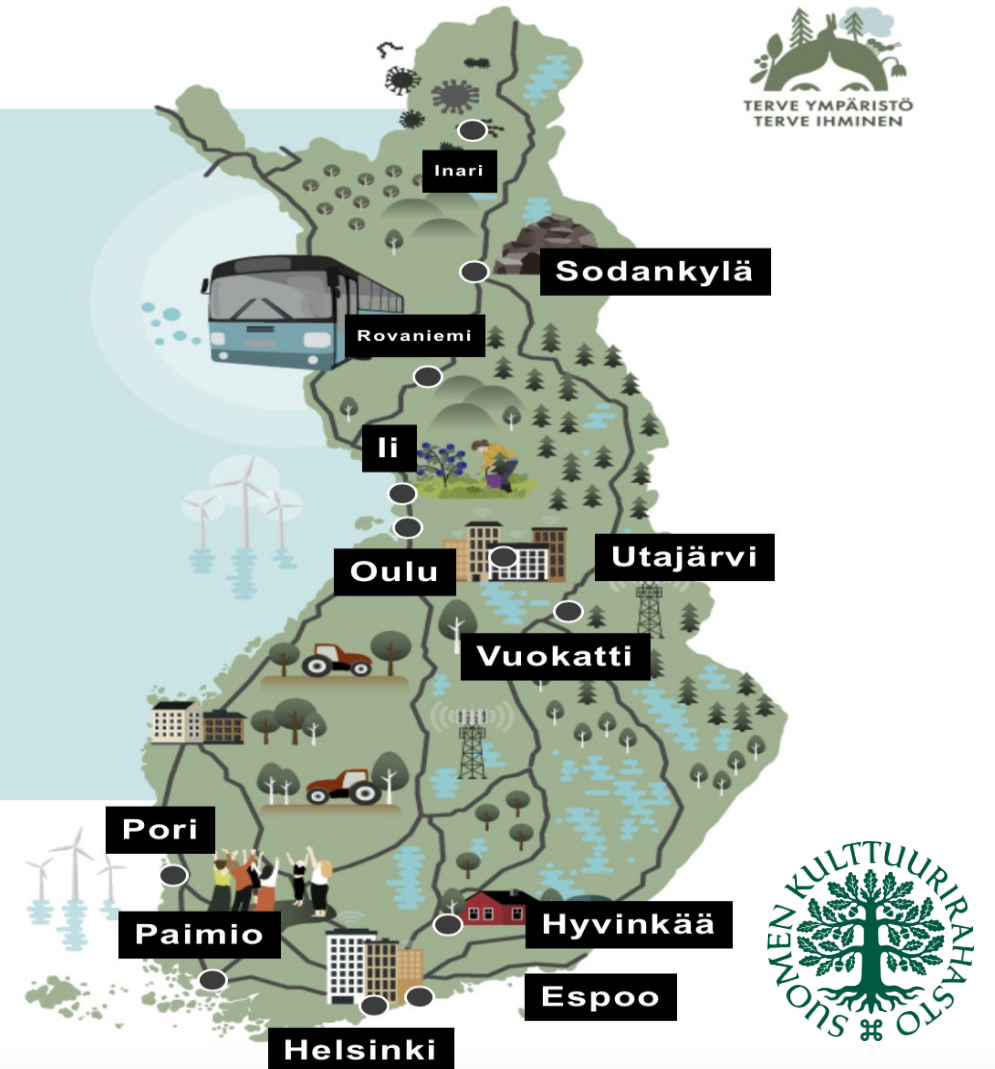 TERVE YMPÄRISTÖ
TERVE IHMINEN
Inari
Sodankylä
Rovaniemi
Ii
Oulu
Utajärvi
Vuokatti
Pori
Paimio
Hyvinkää
Espoo
Helsinki
SUOMEN KULTTUURIRAHASTO